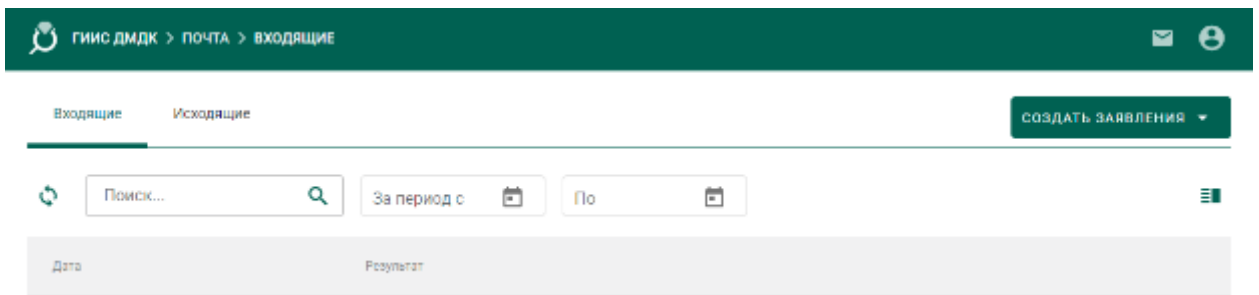 ГИИС ДМДК > ПОЧТА > ВХОДЯЩИЕ
Входящие Исходящие СОЗДАТЬ ЗАЯВЛЕНИЯ
Поиск... За период с По
Дата Результат